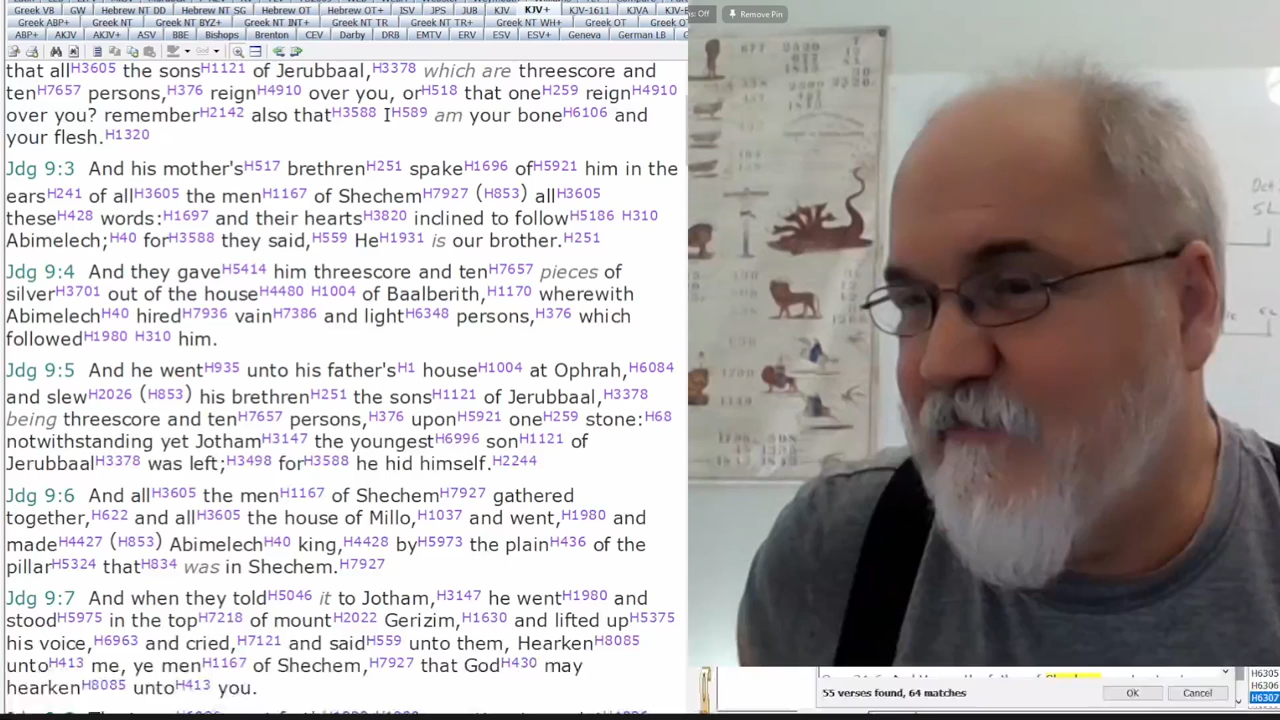 Greek VB GW Hebrew NT DD Hebrew NT SG Hebrew OT Hebrew OT+ ISV JPS JUB KJV KJV+ KJV-1611 KJVA
Greek ABP+ Greek NT Greek NT BYZ+ Greek NT INT+ Greek NT TR Greek NT TR+ Greek NT WH+ Greek OT Greek O
ABP+ AKJV AKJV+ ASV BBE Bishops Brenton CEV Darby DRB EMTV ERV ESV ESV+ Geneva German LB
that allH3605 the sonsH1121 of Jerubbaal,H3378 which are threescore and
tenH7657 persons,H376 reignH4910 over you, orH518 that oneH259 reignH4910
over you? rememberH2142 also thatH3588 IH589 am your boneH6106 and
your flesh.H1320
Jdg 9:3 And his mother'sH517 brethrenH251 spakeH1696 ofH5921 him in the
earsH241 of allH3605 the menH1167 of ShechemH7927 (H853) allH3605
theseH428 words:H1697 and their heartsH3820 inclined to followH5186 H310
Abimelech;H40 forH3588 they said,H559 HeH1931 is our brother.H251
Jdg 9:4 And they gaveH5414 him threescore and tenH7657 pieces of
silverH3701 out of the houseH4480 H1004 of Baalberith,H1170 wherewith
AbimelechH40 hiredH7936 vainH7386 and lightH6348 persons,H376 which
followedH1980 H310 him.
Jdg 9:5 And he wentH935 unto his father'sH1 houseH1004 at Ophrah,H6084
and slewH2026 (H853) his brethrenH251 the sonsH1121 of Jerubbaal,H3378
being threescore and tenH7657 persons,H376 uponH5921 oneH259 stone:H68
notwithstanding yet JothamH3147 the youngestH6996 sonH1121 of
JerubbaalH3378 was left;H3498 forH3588 he hid himself.H2244
Jdg 9:6 And allH3605 the menH1167 of ShechemH7927 gathered
together,H622 and allH3605 the house of Millo,H1037 and went,H1980 and
madeH4427 (H853) AbimelechH40 king,H4428 byH5973 the plainH436 of the
pillarH5324 thatH834 was in Shechem.H7927
Jdg 9:7 And when they toldH5046 it to Jotham,H3147 he wentH1980 and
stoodH5975 in the topH7218 of mountH2022 Gerizim,H1630 and lifted upH5375
his voice,H6963 and cried,H7121 and saidH559 unto them, HearkenH8085
untoH413 me, ye menH1167 of Shechem,H7927 that GodH430 may
hearkenH8085 untoH413 you.
Off Remove Pin
677 2520
H6305
H6306
H6307
55 verses found, 64 matches OK Cancel